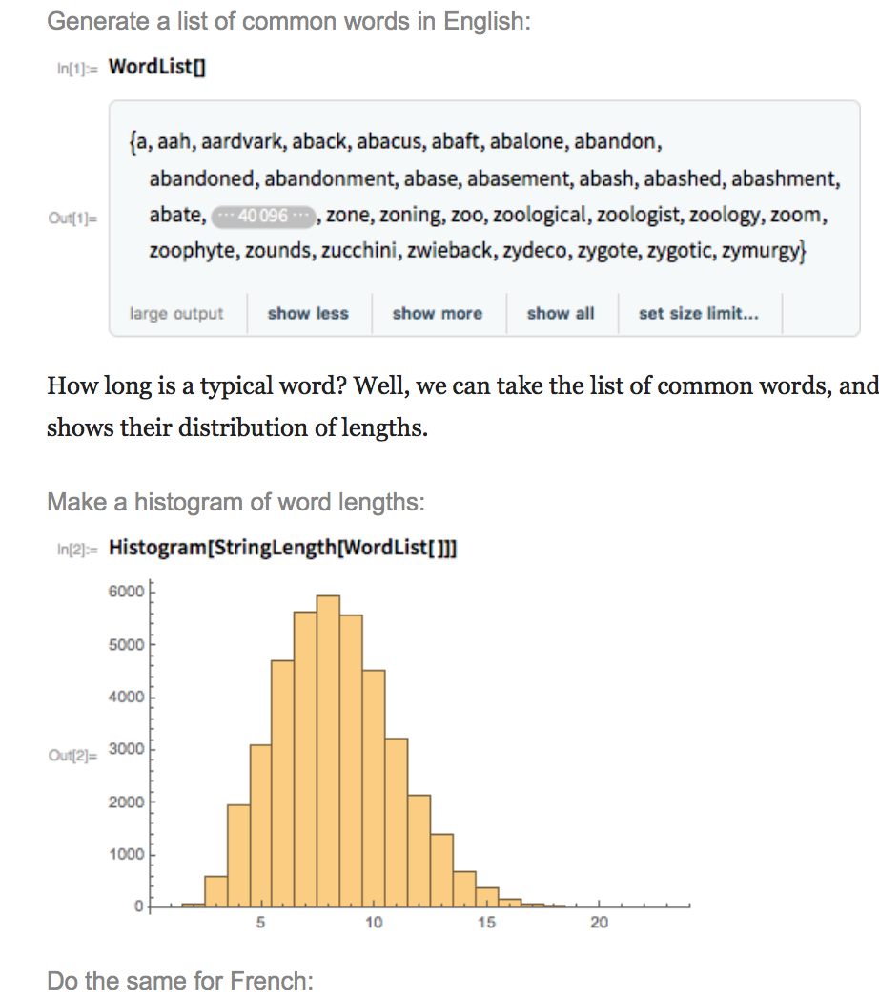 Generate a list of common words in English:
In[1]:= WordList[]
{a, aah, aardvark, aback, abacus, abaft, abalone, abandon,
abandoned, abandonment, abase, abasement, abash, abashed, abashment,
Out[1]= abate, ··· 40 096 ··· , zone, zoning, zoo, zoological, zoologist, zoology, zoom,
zoophyte, zounds, zucchini, zwieback, zydeco, zygote, zygotic, zymurgy}
large output show less show more show all set size limit...
How long is a typical word? Well, we can take the list of common words, and
shows their distribution of lengths.
Make a histogram of word lengths:
In[2]:= Histogram[StringLength[WordList[]]]
6000
5000
4000
Out[2]= 3000
2000
1000
0
5 10 15 20
Do the same for French: